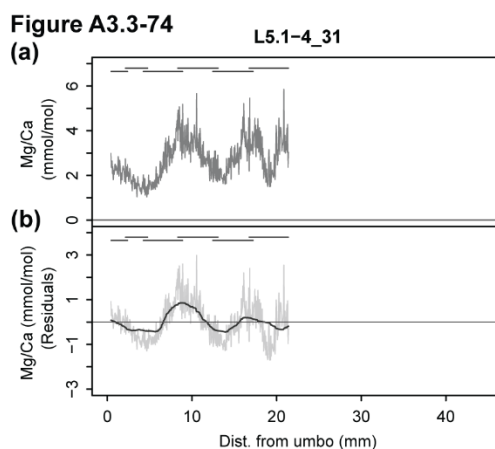 Figure A3.3-74
L5.1−4_31
(a)
Mg/Ca
(mmol/mol)
6
4
2
0
(b)
Mg/Ca (mmol/mol)
(Residuals)
3
1
−1
−3
0 10 20 30 40
Dist. from umbo (mm)